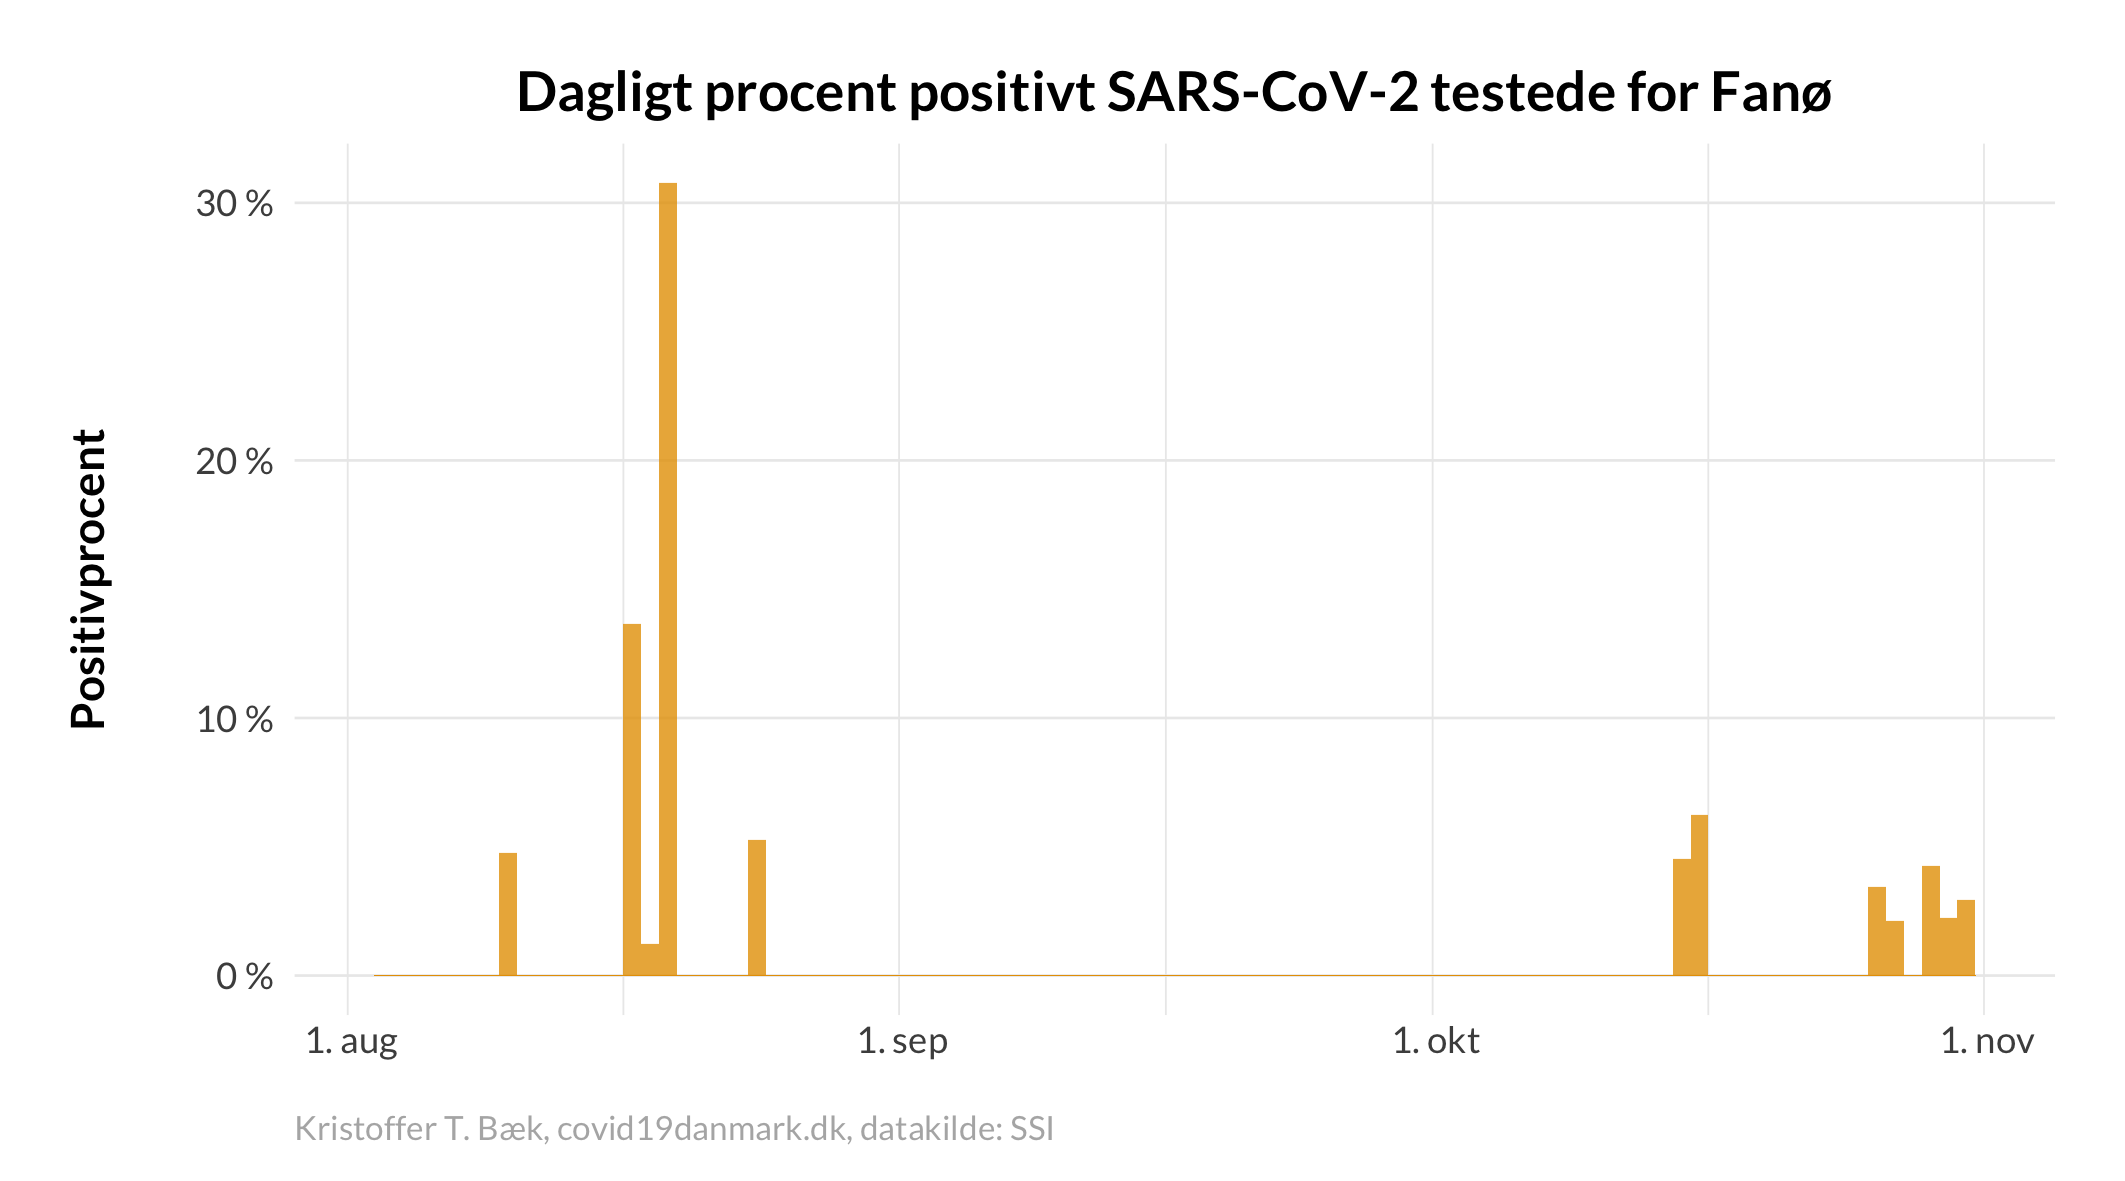 Dagligt procent positivt SARS-CoV-2 testede for Fanø
Positivprocent
30 %
20 %
10 %
0 %
1. aug
1. sep
1. okt
1. nov
Kristoffer T. Bæk, covid19danmark.dk, datakilde: SSI